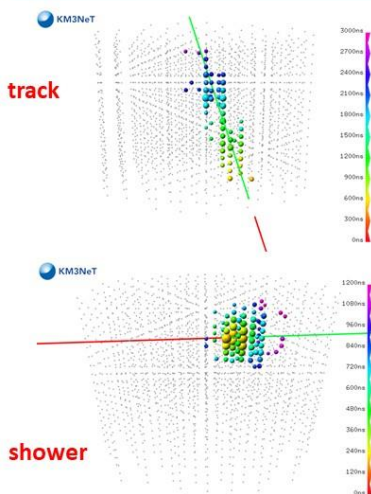 KM3NeT
track
3000ns
2700ns
2400ns
2100ns
1800ns
1500ns
1200ns
900ns
600ns
300ns
0ns
KM3NeT
shower
1200ns
1080ns
960ns
840ns
720ns
600ns
480ns
360ns
240ns
120ns
0ns